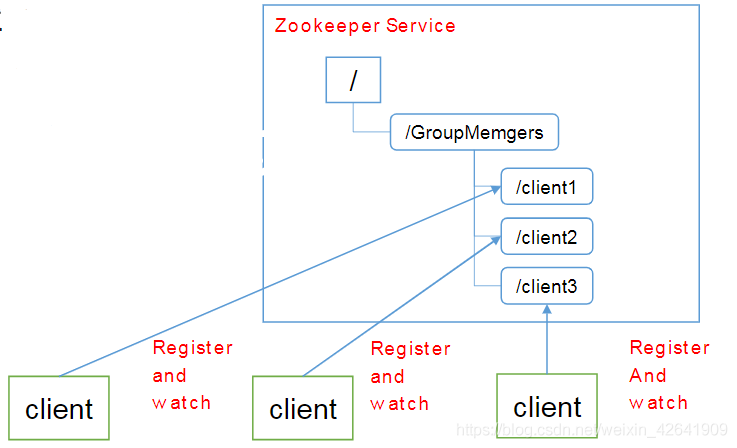 Zookeeper Service
/
/GroupMemgers
/client1
/client2
/client3
Register
and
watch
Register
and
watch
Register
And
watch
client
client
client
https://blog.csdn.net/weixin_42641909